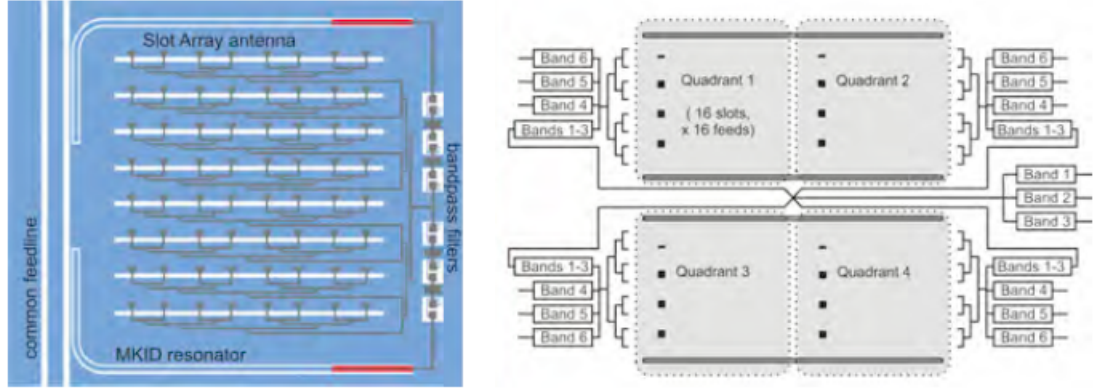 Slot Array antenna
common feedline
bandpass filters
MKID resonator
Band 6
Band 5
Band 4
Bands 1-3
Quadrant 1
( 16 slots,
x 16 feeds)
Quadrant 2
Band 6
Band 5
Band 4
Bands 1-3
Band 1
Band 2
Band 3
Bands 1-3
Band 4
Band 5
Band 6
Quadrant 3
Quadrant 4
Bands 1-3
Band 4
Band 5
Band 6